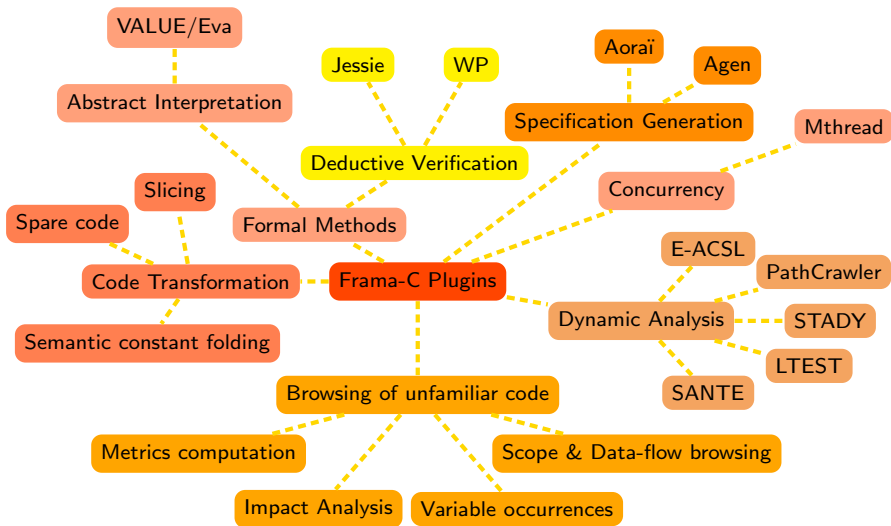 VALUE/Eva
Abstract Interpretation
Jessie
WP
Deductive Verification
Formal Methods
Aoraï
Agen
Specification Generation
Mthread
Concurrency
Slicing
Spare code
Code Transformation
Semantic constant folding
Frama-C Plugins
E-ACSL
PathCrawler
Dynamic Analysis
STADY
LTEST
SANTE
Browsing of unfamiliar code
Metrics computation
Scope & Data-flow browsing
Impact Analysis
Variable occurrences